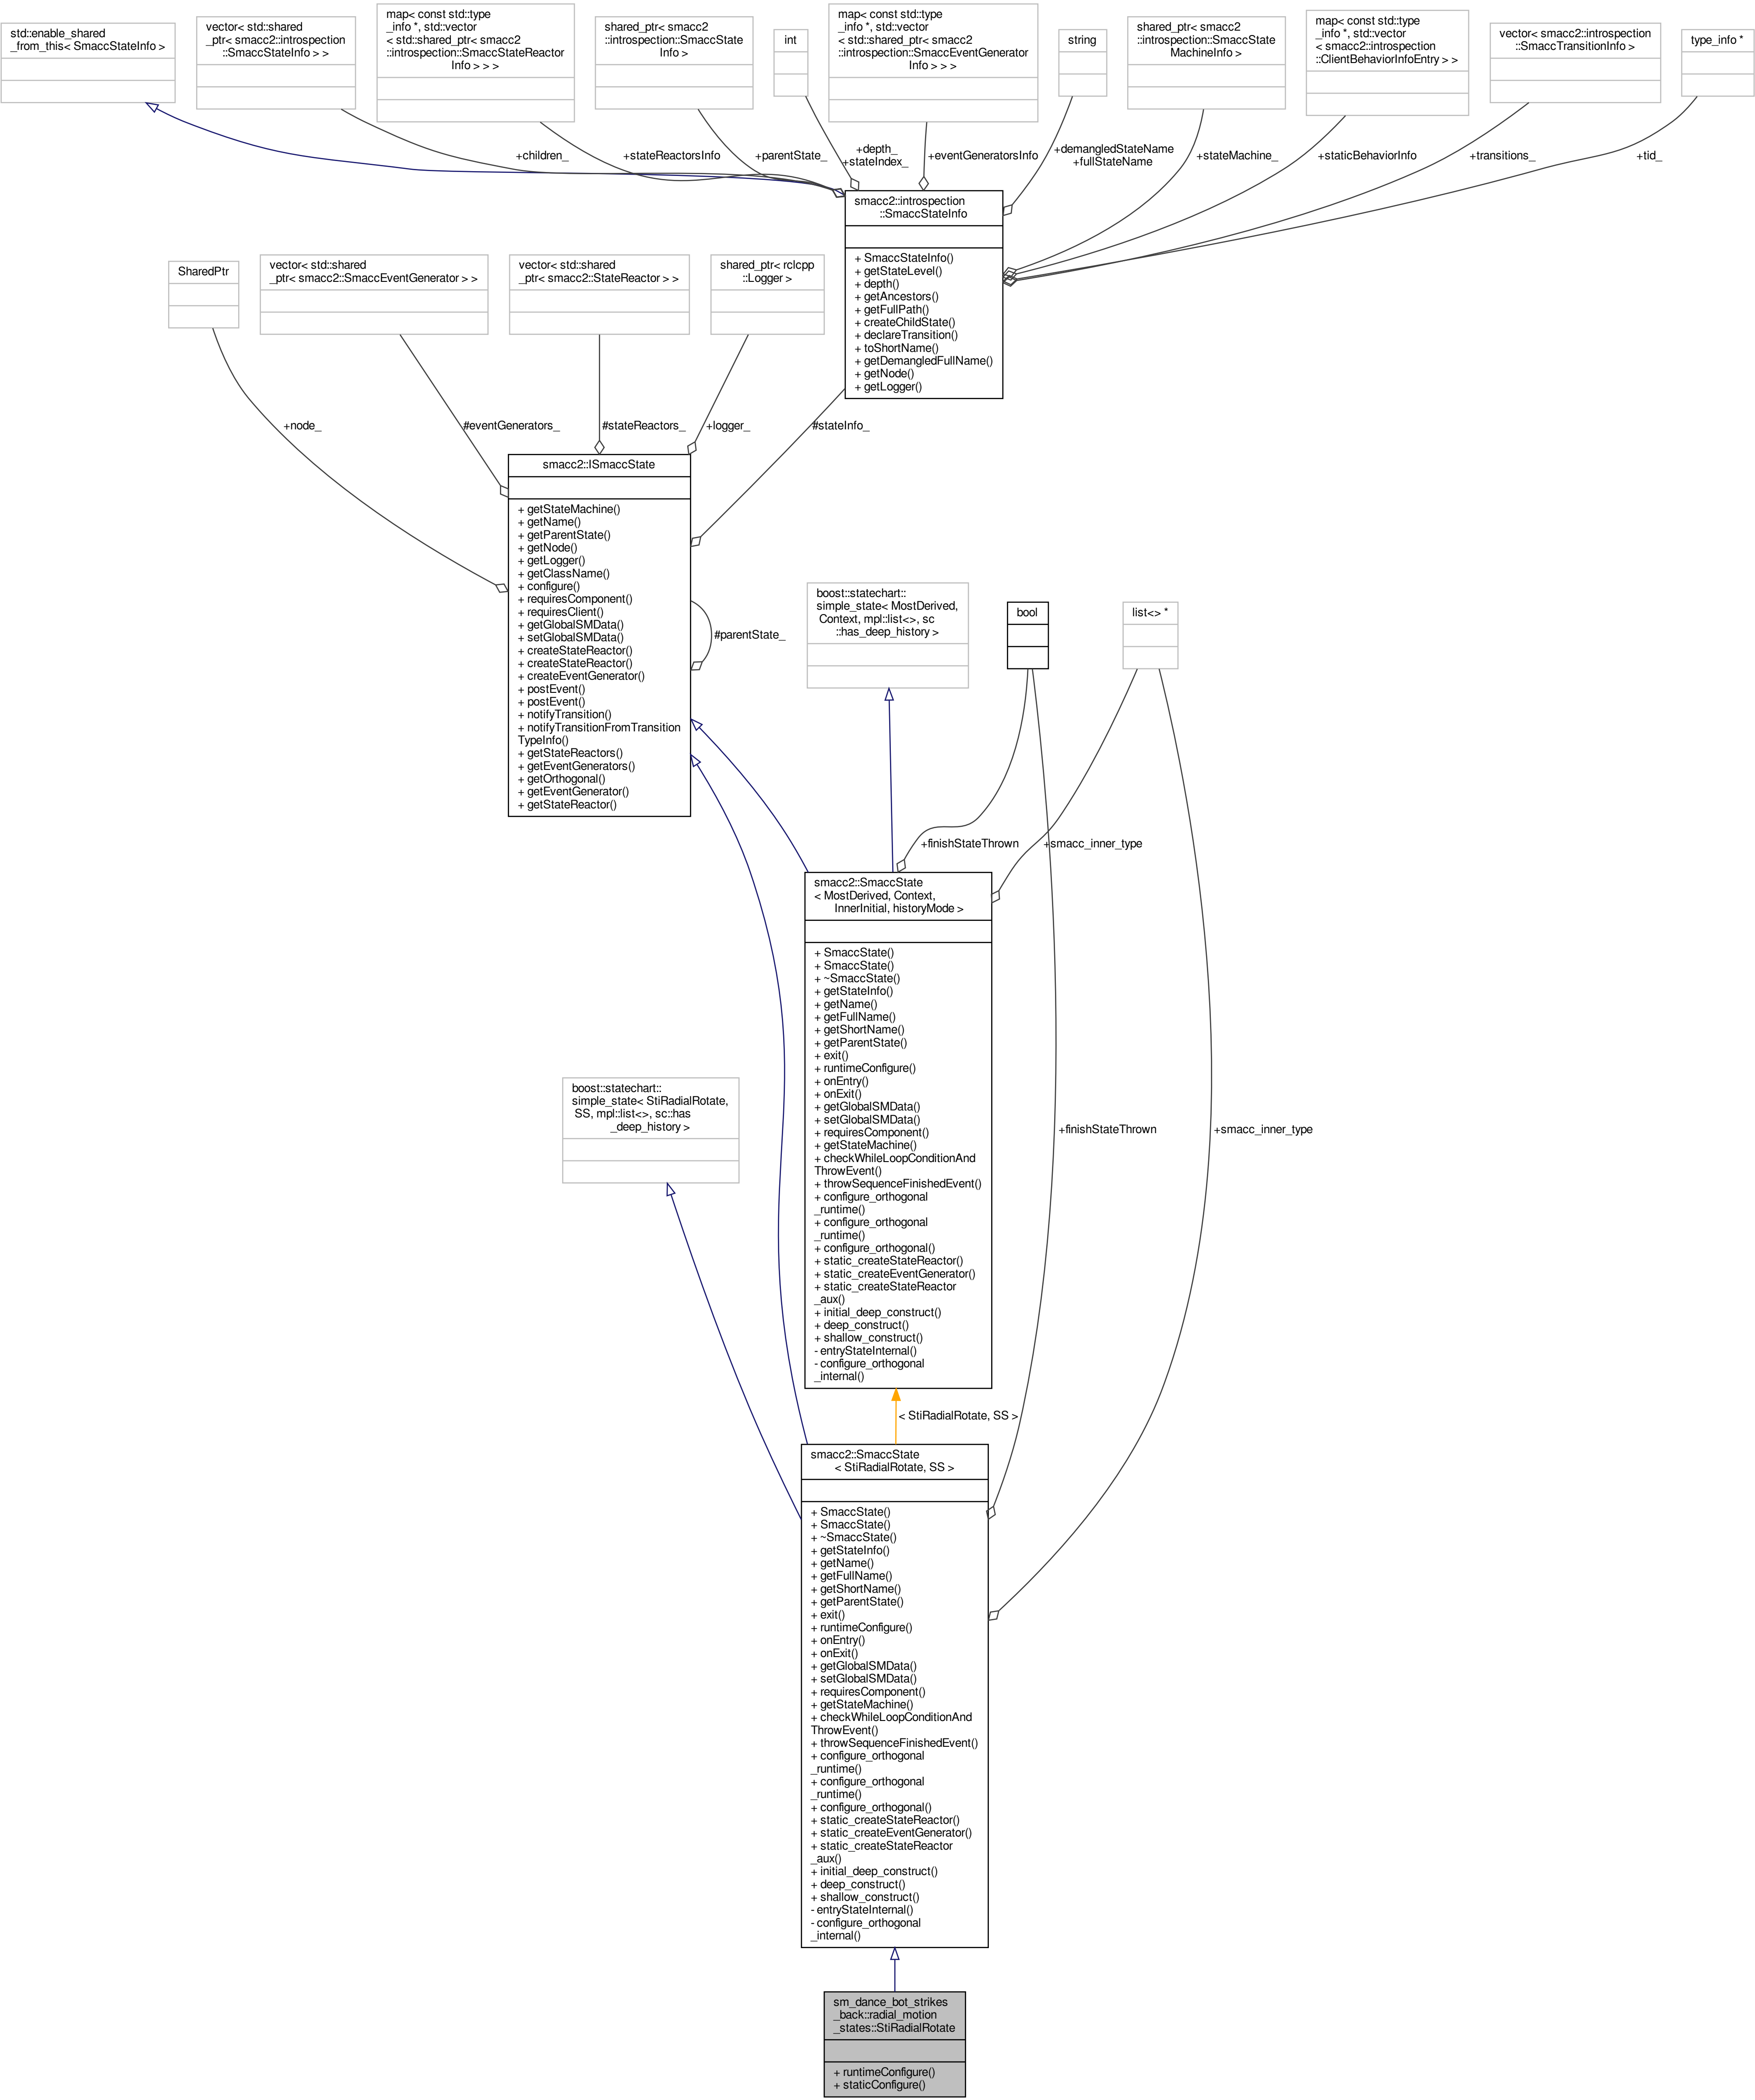 std::enable_shared
_from_this< SmaccStateInfo >
vector< std::shared
_ptr< smacc2::introspection
::SmaccStateInfo > >
map< const std::type
_info *, std::vector
< std::shared_ptr< smacc2
::introspection::SmaccStateReactor
Info > > >
shared_ptr< smacc2
::introspection::SmaccState
Info >
int
map< const std::type
_info *, std::vector
< std::shared_ptr< smacc2
::introspection::SmaccEventGenerator
Info > > >
string
shared_ptr< smacc2
::introspection::SmaccState
MachineInfo >
map< const std::type
_info *, std::vector
< smacc2::introspection
::ClientBehaviorInfoEntry > >
vector< smacc2::introspection
::SmaccTransitionInfo >
type_info *
+children_
+stateReactorsInfo
+parentState_
+depth_
+stateIndex_
+eventGeneratorsInfo
+demangledStateName
+fullStateName
+stateMachine_
+staticBehaviorInfo
+transitions_
+tid_
smacc2::introspection
::SmaccStateInfo
+ SmaccStateInfo()
+ getStateLevel()
+ depth()
+ getAncestors()
+ getFullPath()
+ createChildState()
+ declareTransition()
+ toShortName()
+ getDemangledFullName()
+ getNode()
+ getLogger()
SharedPtr
vector< std::shared
_ptr< smacc2::SmaccEventGenerator > >
vector< std::shared
_ptr< smacc2::StateReactor > >
shared_ptr< rclcpp
::Logger >
+node_
#eventGenerators_
#stateReactors_
+logger_
#stateInfo_
smacc2::ISmaccState
+ getStateMachine()
+ getName()
+ getParentState()
+ getNode()
+ getLogger()
+ getClassName()
+ configure()
+ requiresComponent()
+ requiresClient()
+ getGlobalSMData()
+ setGlobalSMData()
+ createStateReactor()
+ createStateReactor()
+ createEventGenerator()
+ postEvent()
+ postEvent()
+ notifyTransition()
+ notifyTransitionFromTransition
TypeInfo()
+ getStateReactors()
+ getEventGenerators()
+ getOrthogonal()
+ getEventGenerator()
+ getStateReactor()
#parentState_
boost::statechart::
simple_state< MostDerived,
Context, mpl::list<>, sc
::has_deep_history >
bool
list<> *
+finishStateThrown
+smacc_inner_type
smacc2::SmaccState
< MostDerived, Context,
InnerInitial, historyMode >
+ SmaccState()
+ SmaccState()
+ ~SmaccState()
+ getStateInfo()
+ getName()
+ getFullName()
+ getShortName()
+ getParentState()
+ exit()
+ runtimeConfigure()
+ onEntry()
+ onExit()
+ getGlobalSMData()
+ setGlobalSMData()
+ requiresComponent()
+ getStateMachine()
+ checkWhileLoopConditionAnd
ThrowEvent()
+ throwSequenceFinishedEvent()
+ configure_orthogonal
_runtime()
+ configure_orthogonal
_runtime()
+ configure_orthogonal()
+ static_createStateReactor()
+ static_createEventGenerator()
+ static_createStateReactor
_aux()
+ initial_deep_construct()
+ deep_construct()
+ shallow_construct()
- entryStateInternal()
- configure_orthogonal
_internal()
boost::statechart::
simple_state< StiRadialRotate,
SS, mpl::list<>, sc::has
_deep_history >
+finishStateThrown
+smacc_inner_type
< StiRadialRotate, SS >
smacc2::SmaccState
< StiRadialRotate, SS >
+ SmaccState()
+ SmaccState()
+ ~SmaccState()
+ getStateInfo()
+ getName()
+ getFullName()
+ getShortName()
+ getParentState()
+ exit()
+ runtimeConfigure()
+ onEntry()
+ onExit()
+ getGlobalSMData()
+ setGlobalSMData()
+ requiresComponent()
+ getStateMachine()
+ checkWhileLoopConditionAnd
ThrowEvent()
+ throwSequenceFinishedEvent()
+ configure_orthogonal
_runtime()
+ configure_orthogonal
_runtime()
+ configure_orthogonal()
+ static_createStateReactor()
+ static_createEventGenerator()
+ static_createStateReactor
_aux()
+ initial_deep_construct()
+ deep_construct()
+ shallow_construct()
- entryStateInternal()
- configure_orthogonal
_internal()
sm_dance_bot_strikes
_back::radial_motion
_states::StiRadialRotate
+ runtimeConfigure()
+ staticConfigure()